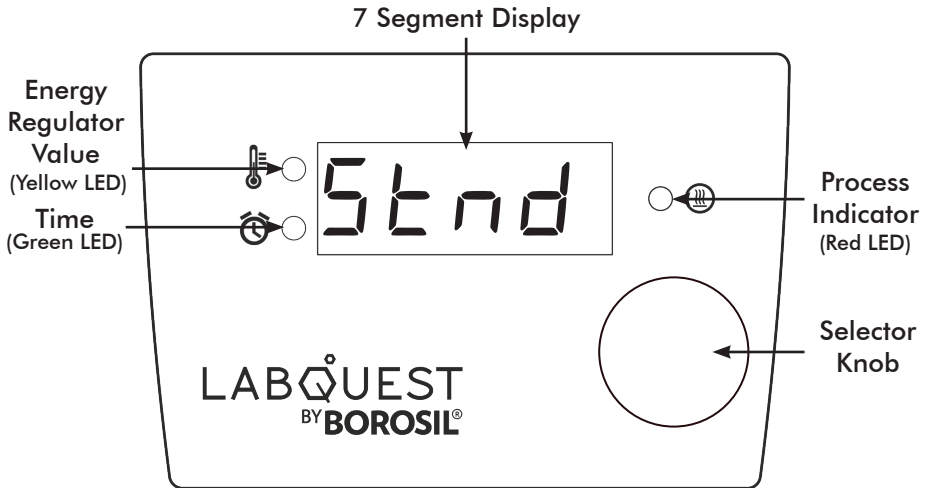 7 Segment Display
Energy
Regulator
Value
(Yellow LED)
Time
(Green LED)
Stnd
Process
Indicator
(Red LED)
Selector
Knob
LABQUEST
BY BOROSIL®